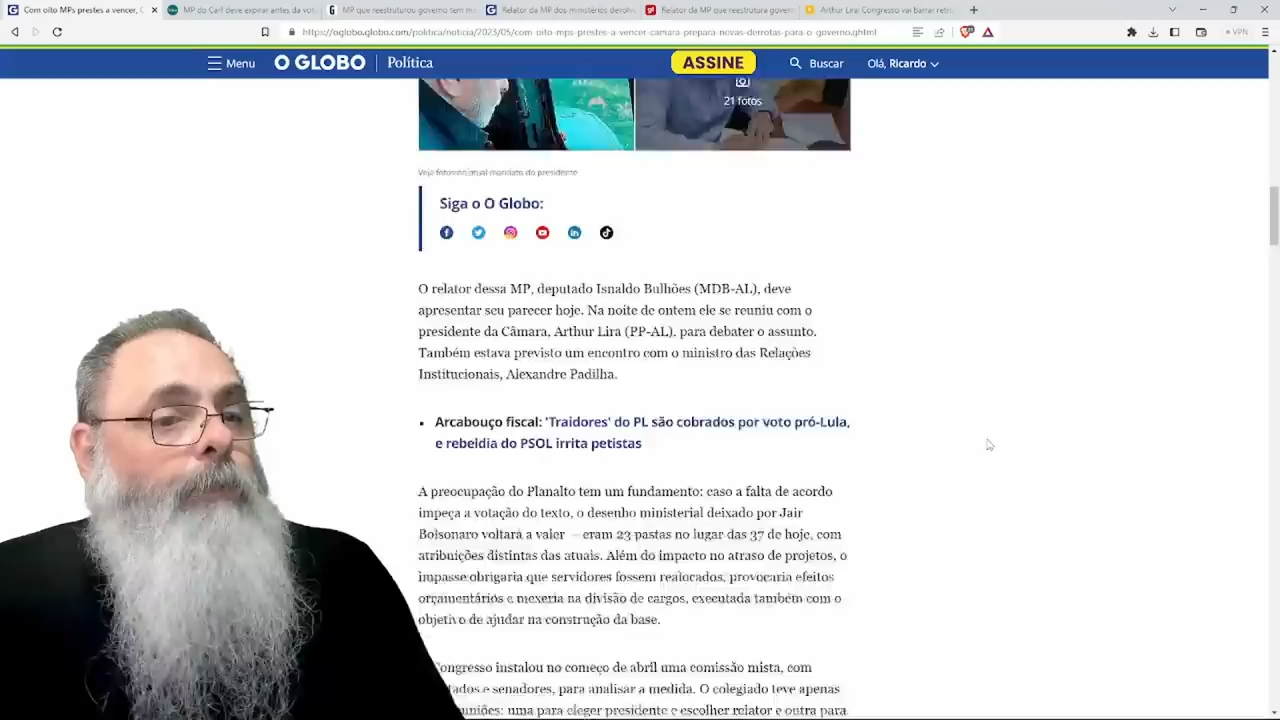 Com oito MPs prestes a vencer, C
MP do Carf deve expirar antes da vot
MP que reestruturou governo tem mu
Relator da MP dos ministérios devolv
Relator da MP que reestrutura govern
Arthur Lira: Congresso vai barrar retro
https://oglobo.globo.com/politica/noticia/2023/05/com-oito-mps-prestes-a-vencer-camara-prepara-novas-derrotas-para-o-governo.ghtml
VPN
Menu
O GLOBO
Política
ASSINE
Buscar
Olá, Ricardo
21 fotos
Veja fotos no atual mandato do presidente
Siga o O Globo:
O relator dessa MP, deputado Isnaldo Bulhões (MDB-AL), deve
apresentar seu parecer hoje. Na noite de ontem ele se reuniu com o
presidente da Câmara, Arthur Lira (PP-AL), para debater o assunto.
Também estava previsto um encontro com o ministro das Relações
Institucionais, Alexandre Padilha.
• Arcabouço fiscal: 'Traidores' do PL são cobrados por voto pró-Lula,
e rebeldia do PSOL irrita petistas
A preocupação do Planalto tem um fundamento: caso a falta de acordo
impeça a votação do texto, o desenho ministerial deixado por Jair
Bolsonaro voltará a valer — eram 23 pastas no lugar das 37 de hoje, com
atribuições distintas das atuais. Além do impacto no atraso de projetos, o
impasse obrigaria que servidores fossem realocados, provocaria efeitos
orçamentários e mexeria na divisão de cargos, executada também com o
objetivo de ajudar na construção da base.
Congresso instalou no começo de abril uma comissão mista, com
tados e senadores, para analisar a medida. O colegiado teve apenas
uniões: uma para eleger presidente e escolher relator e outra para